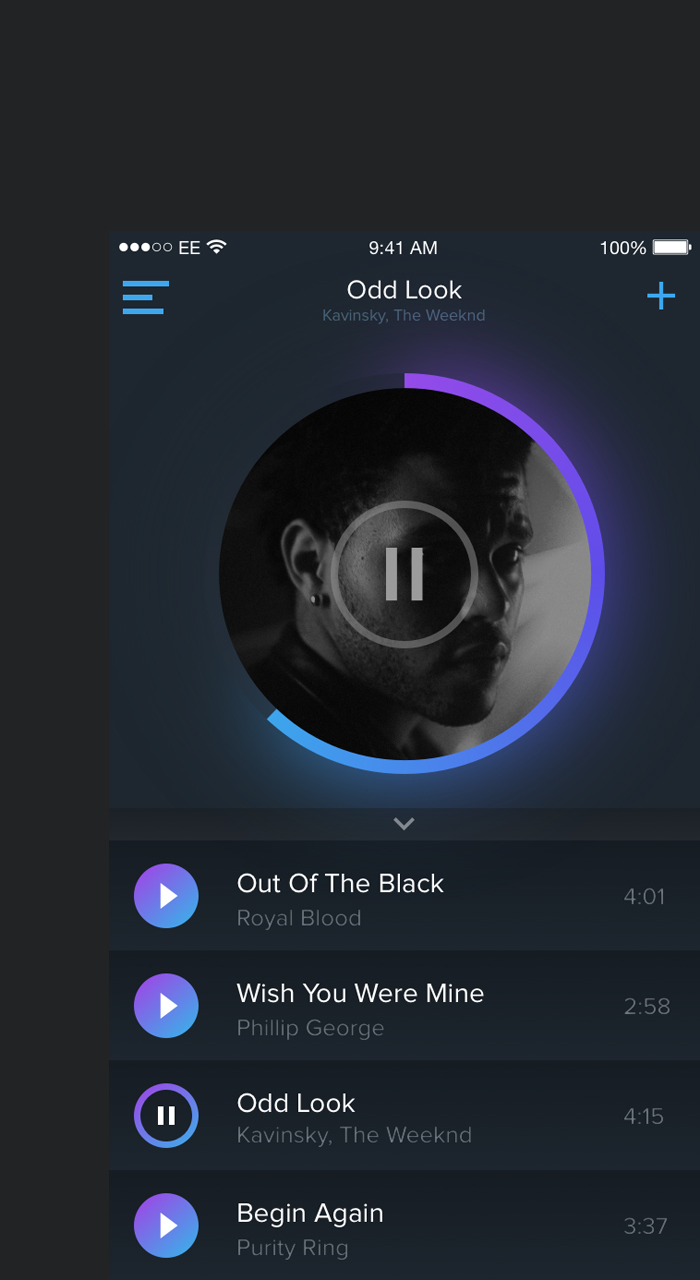 EE 9:41 AM 100%
Odd Look
Kavinsky, The Weeknd
Out Of The Black
Royal Blood
4:01
Wish You Were Mine
Phillip George
2:58
Odd Look
Kavinsky, The Weeknd
4:15
Begin Again
Purity Ring
3:37